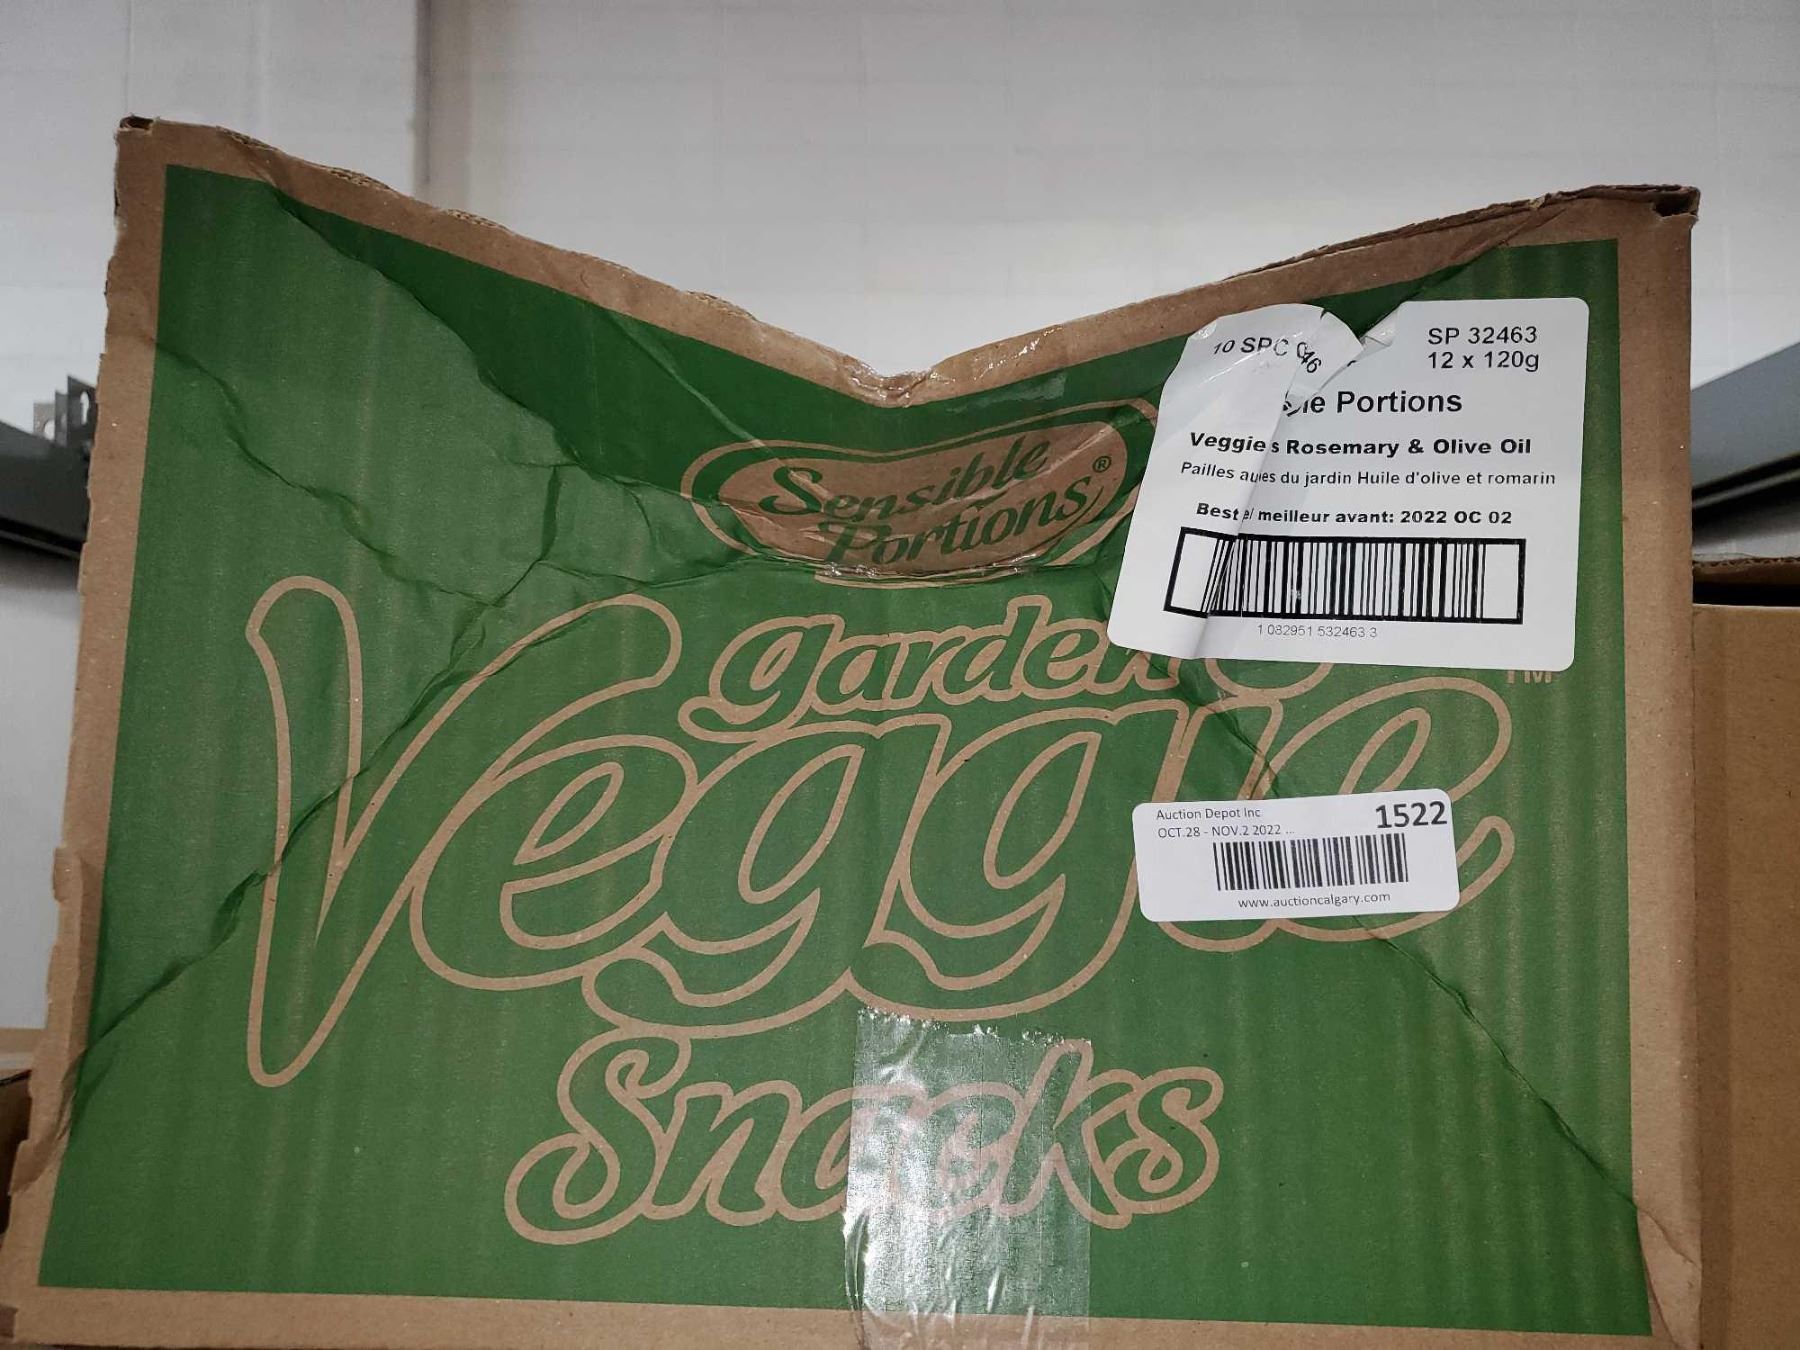 10 SPC 046
SP 32463
12 x 120g
Portions
Veggie s Rosemary & Olive Oil
Pailles au es du jardin Huile d'olive et romarin
Best e/ meilleur avant: 2022 OC 02
1 082951 532463 3
Sensible
Portions®
garden
Veggie
TM
Snacks
Auction Depot Inc
1522
OCT.28 - NOV.2 2022 ...
www.auctioncalgary.com